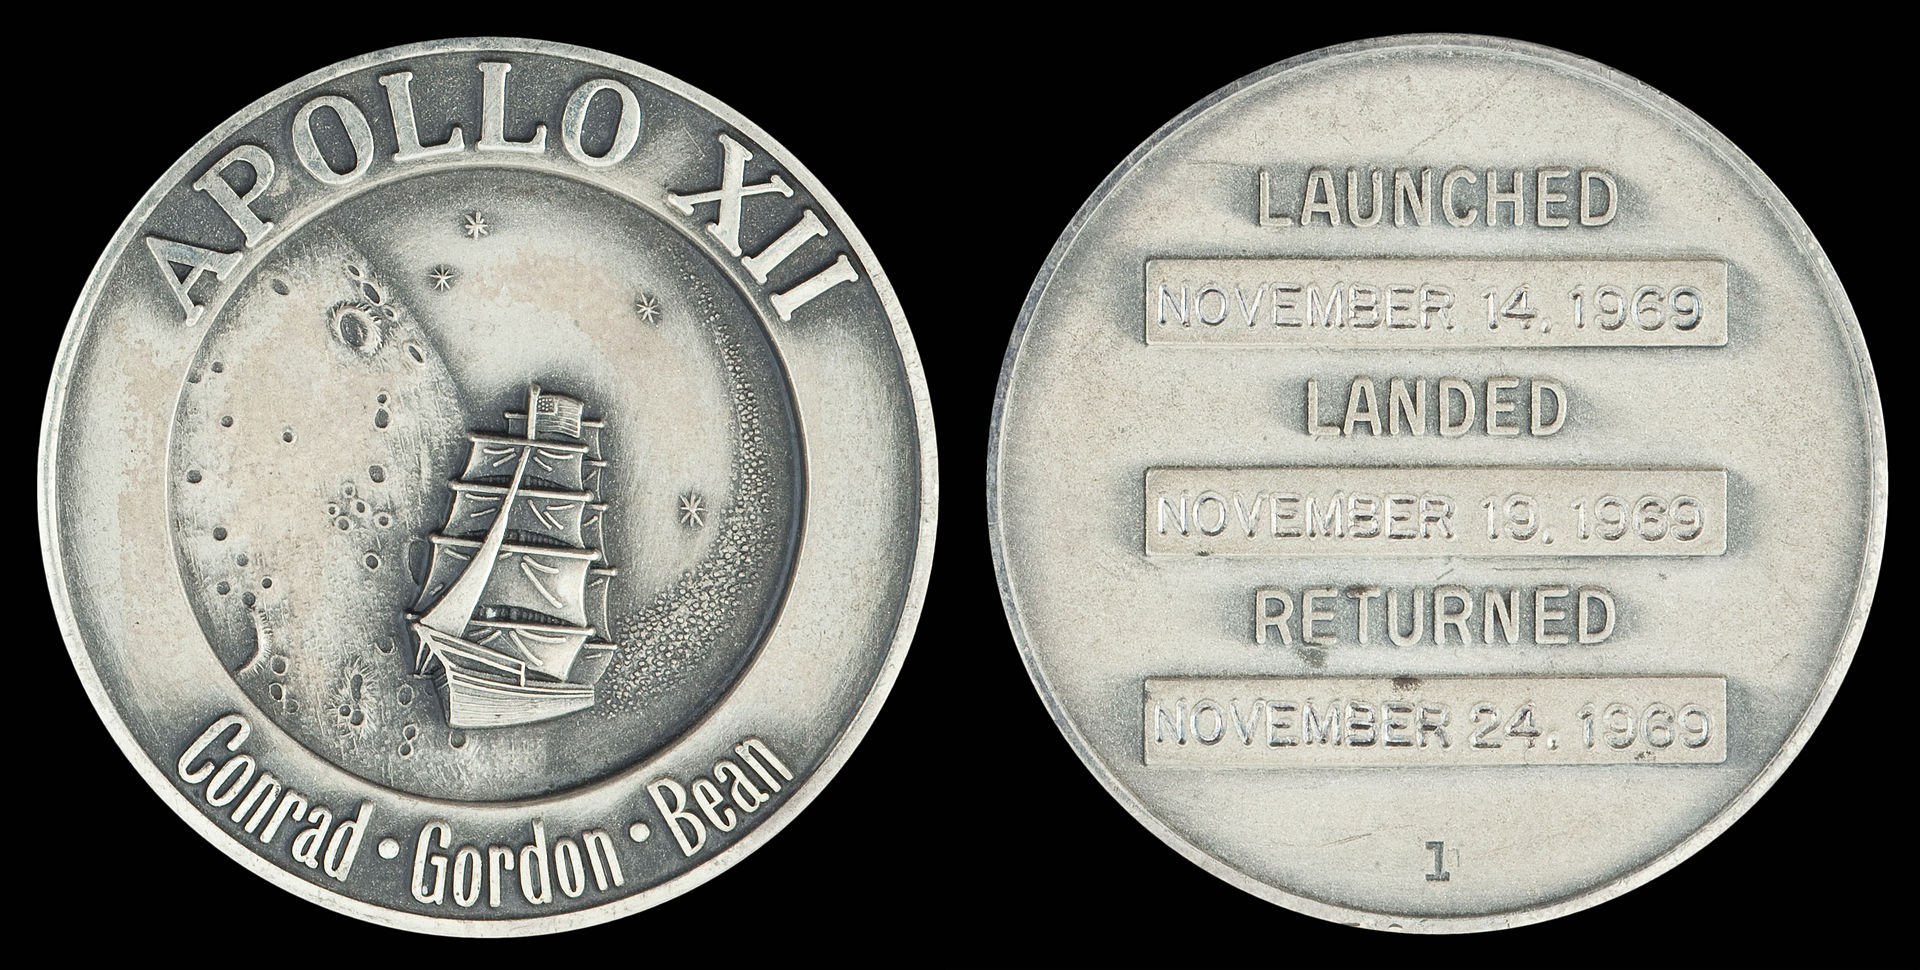 APOLLO XII
Conrad • Gordon • Bean
LAUNCHED
NOVEMBER 14, 1969
LANDED
NOVEMBER 19, 1969
RETURNED
NOVEMBER 24, 1969
1